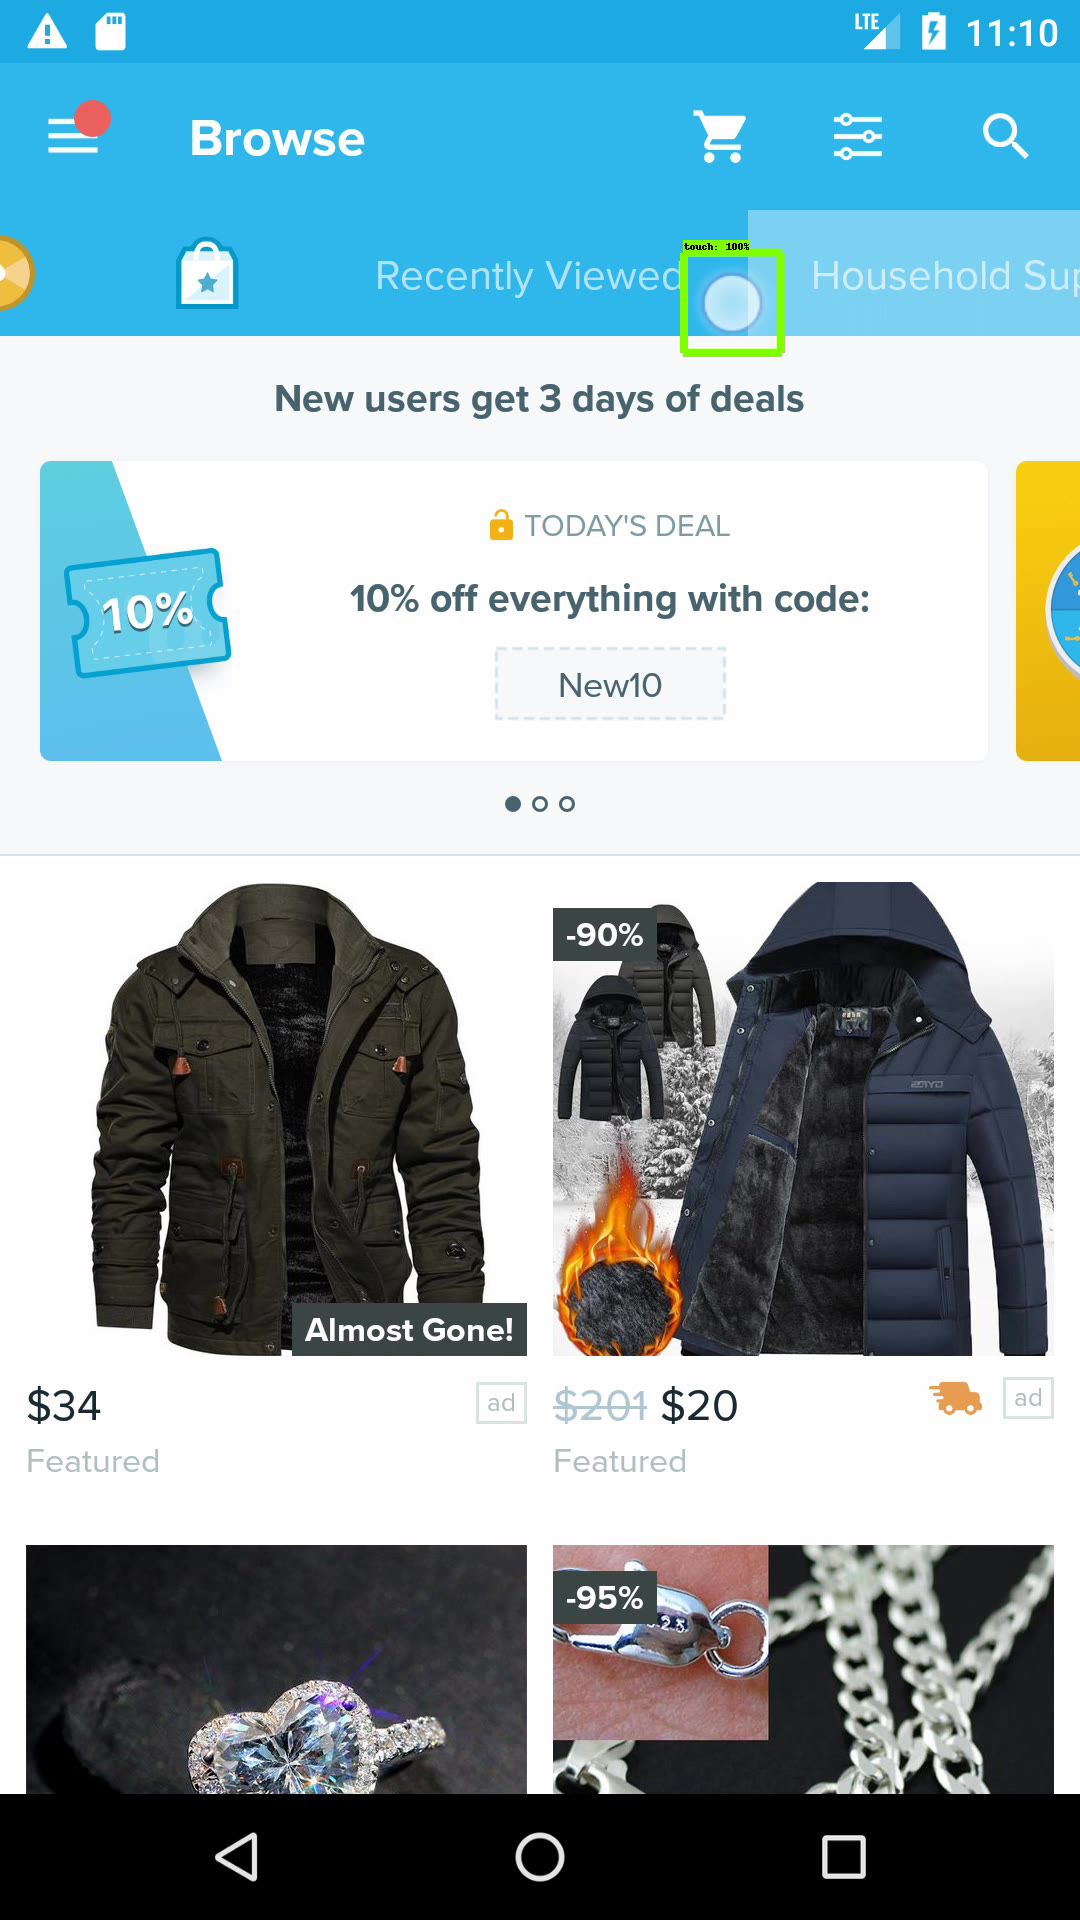 LTE 11:10
Browse
Recently Viewed
Household Sup
touch: 100%
New users get 3 days of deals
TODAY'S DEAL
10%
10% off everything with code:
New10
-90%
Almost Gone!
$34
ad
$201 $20
ad
Featured
Featured
-95%
925